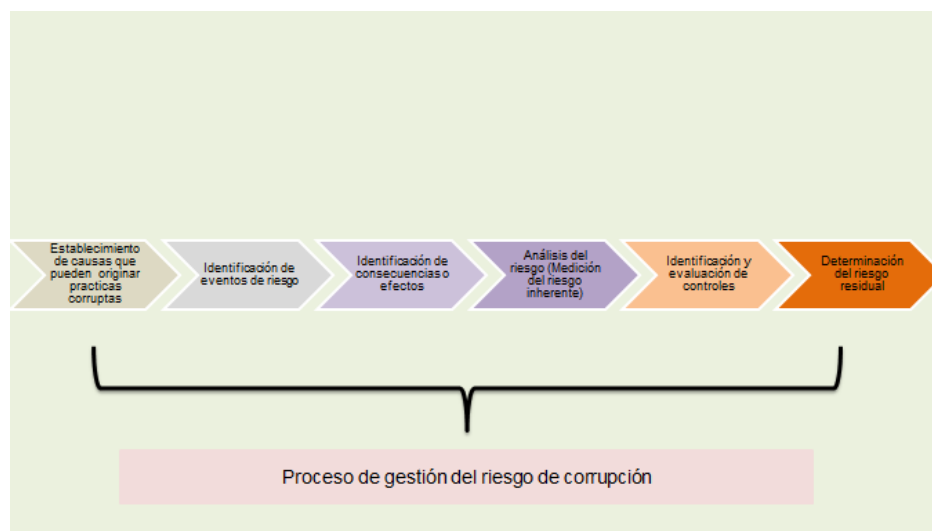 Establecimiento
de causas que
pueden originar
practicas
corruptas
Identificación de
eventos de riesgo
Identificación de
consecuencias o
efectos
Análisis del
riesgo (Medición
del riesgo
inherente)
Identificación y
evaluación de
controles
Determinación
del riesgo
residual
Proceso de gestión del riesgo de corrupción